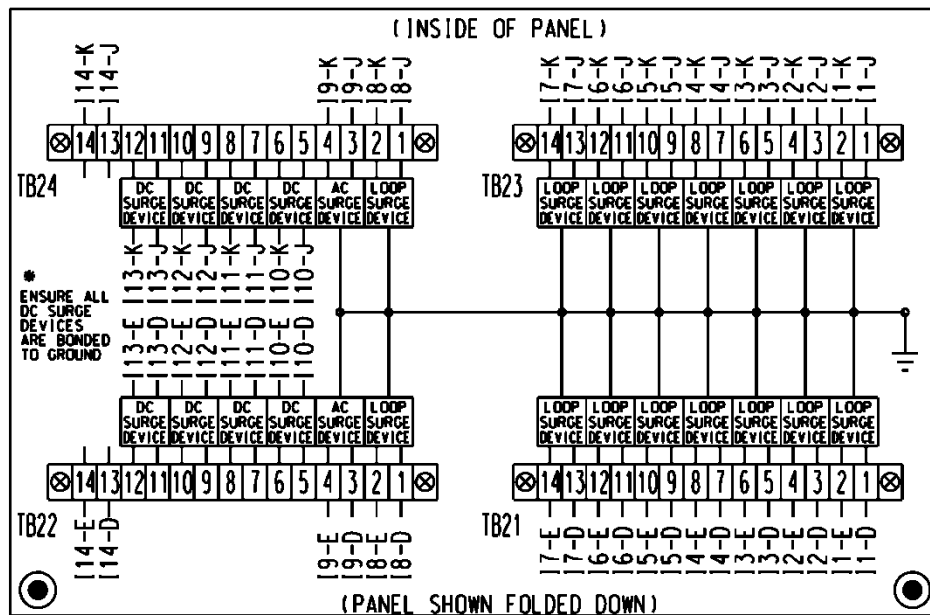 (INSIDE OF PANEL)
I14-K I14-J I9-K I9-J I8-K I8-J I7-K I7-J I6-K I6-J I5-K I5-J I4-K I4-J I3-K I3-J I2-K I2-J I1-K I1-J
14 13 12 11 10 9 8 7 6 5 4 3 2 1 14 13 12 11 10 9 8 7 6 5 4 3 2 1
TB24 TB23
DC DC DC DC AC LOOP LOOP LOOP LOOP LOOP LOOP LOOP LOOP
SURGE SURGE SURGE SURGE SURGE SURGE SURGE SURGE SURGE SURGE SURGE SURGE SURGE
DEVICE DEVICE DEVICE DEVICE DEVICE DEVICE DEVICE DEVICE DEVICE DEVICE DEVICE DEVICE DEVICE
I13-K I13-J I12-K I12-J I11-K I11-J I10-K I10-J
*
ENSURE ALL
DC SURGE
DEVICES
ARE BONDED
TO GROUND
I13-E I13-D I12-E I12-D I11-E I11-D I10-E I10-D
DC DC DC DC AC LOOP LOOP LOOP LOOP LOOP LOOP LOOP LOOP
SURGE SURGE SURGE SURGE SURGE SURGE SURGE SURGE SURGE SURGE SURGE SURGE SURGE
DEVICE DEVICE DEVICE DEVICE DEVICE DEVICE DEVICE DEVICE DEVICE DEVICE DEVICE DEVICE DEVICE
14 13 12 11 10 9 8 7 6 5 4 3 2 1 14 13 12 11 10 9 8 7 6 5 4 3 2 1
TB22 TB21
I14-E I14-D I9-E I9-D I8-E I8-D I7-E I7-D I6-E I6-D I5-E I5-D I4-E I4-D I3-E I3-D I2-E I2-D I1-E I1-D
(PANEL SHOWN FOLDED DOWN)